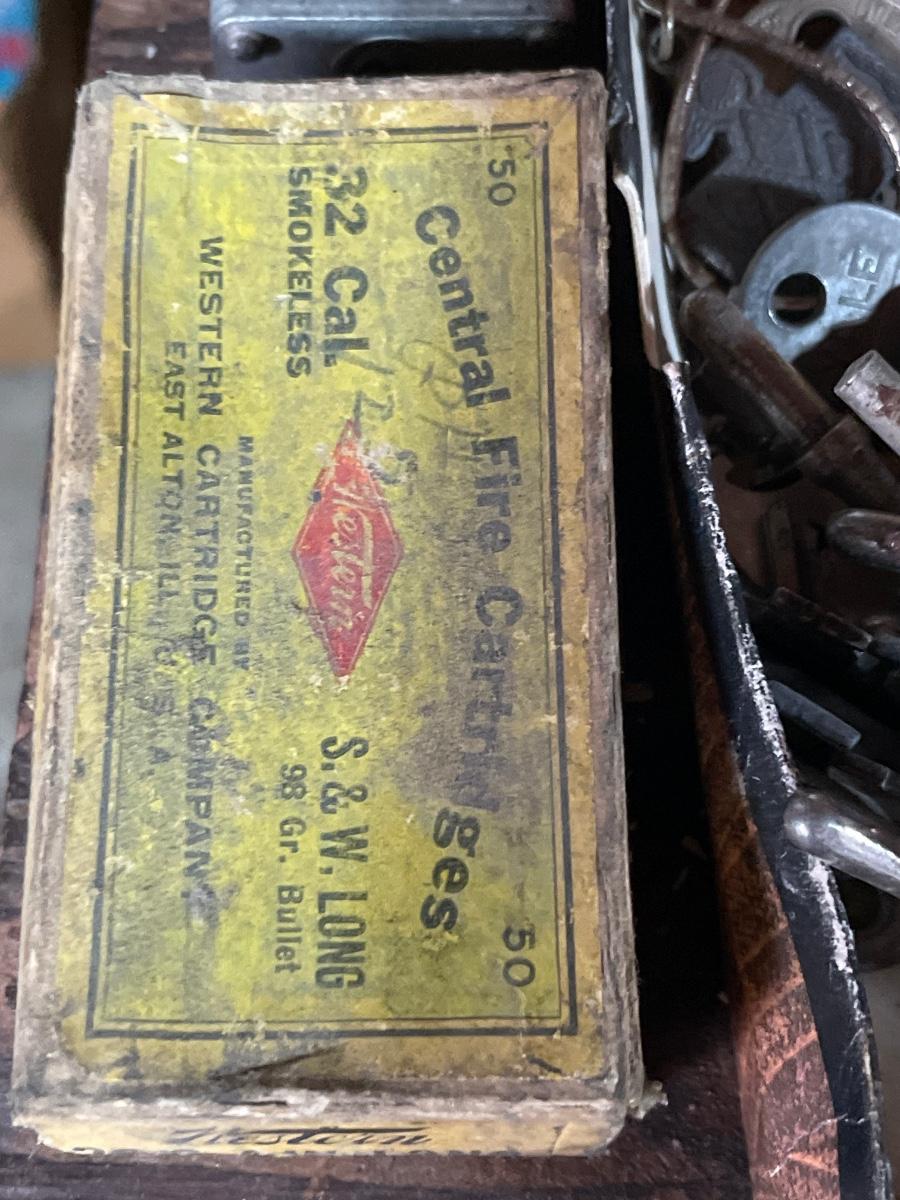 50 50
Central Fire Cartridges
32 Cal.
SMOKELESS
Western
S. & W. LONG
98 Gr. Bullet
MANUFACTURED BY
WESTERN CARTRIDGE COMPANY
EAST ALTON, ILL., U.S.A.
Western